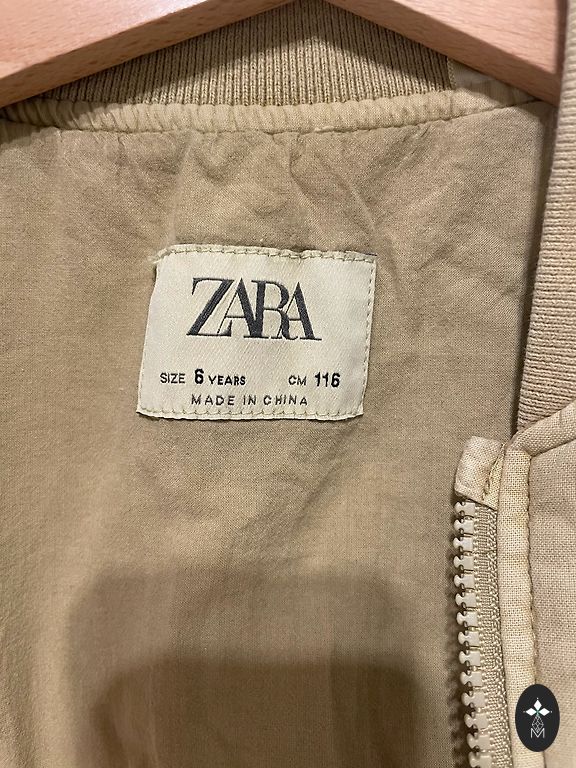 ZARA
SIZE 6 YEARS CM 116
MADE IN CHINA
M